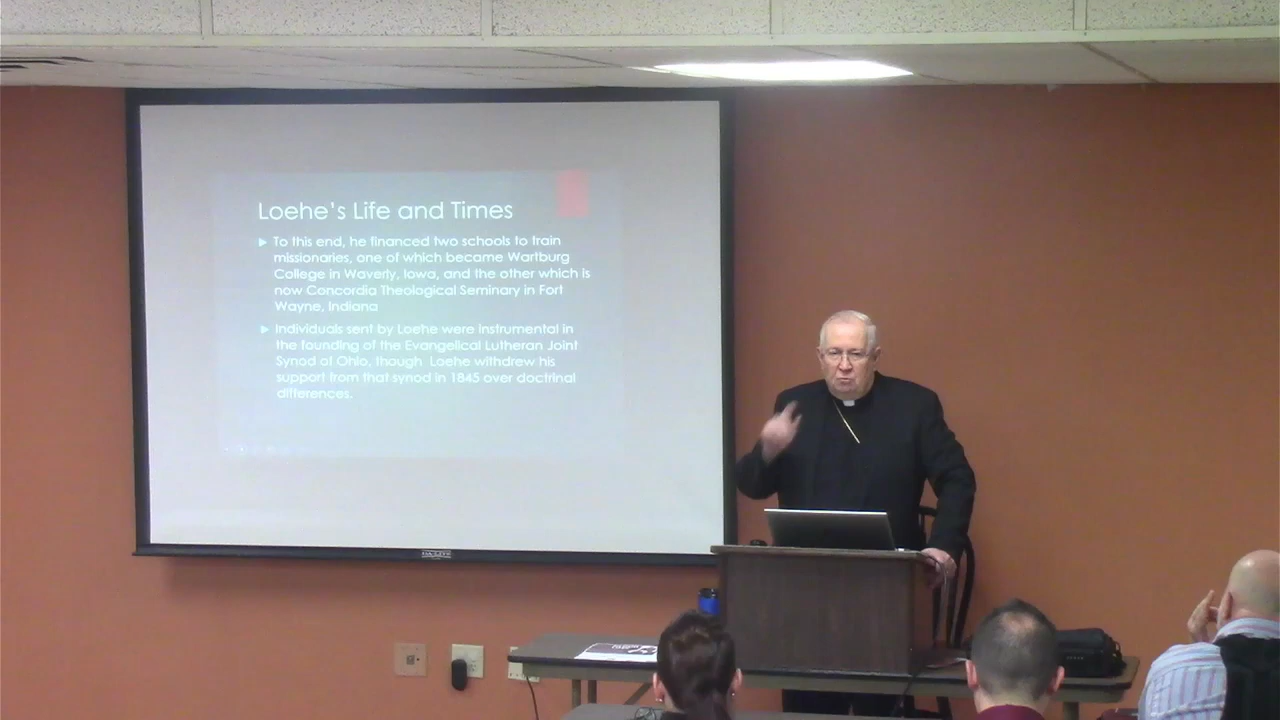 Loehe's Life and Times
To this end, he financed two schools to train
missionaries, one of which became Wartburg
College in Waverly, Iowa, and the other which is
now Concordia Theological Seminary in Fort
Wayne, Indiana
Individuals sent by Loehe were instrumental in
the founding of the Evangelical Lutheran Joint
Synod of Ohio, though Loehe withdrew his
support from that synod in 1845 over doctrinal
differences.